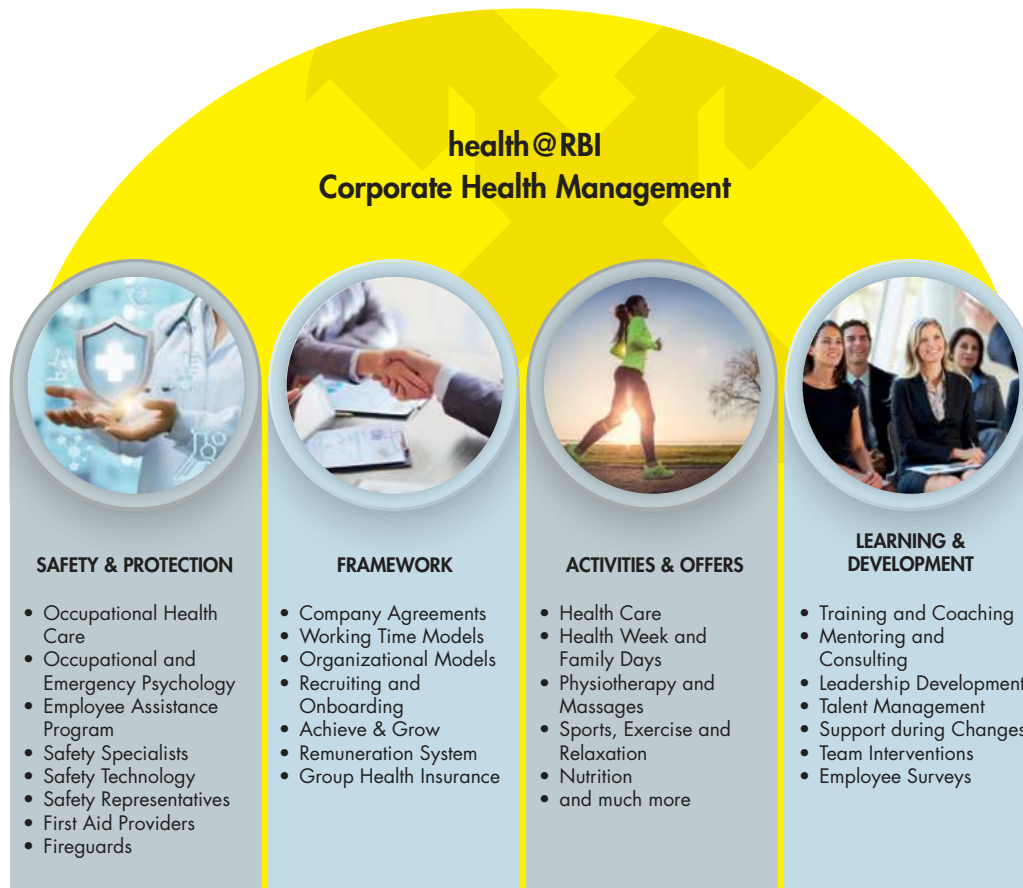 health@RBI
Corporate Health Management
SAFETY & PROTECTION
• Occupational Health
Care
• Occupational and
Emergency Psychology
• Employee Assistance
Program
• Safety Specialists
• Safety Technology
• Safety Representatives
• First Aid Providers
• Fireguards
FRAMEWORK
• Company Agreements
• Working Time Models
• Organizational Models
• Recruiting and
Onboarding
• Achieve & Grow
• Remuneration System
• Group Health Insurance
ACTIVITIES & OFFERS
• Health Care
• Health Week and
Family Days
• Physiotherapy and
Massages
• Sports, Exercise and
Relaxation
• Nutrition
• and much more
LEARNING &
DEVELOPMENT
• Training and Coaching
• Mentoring and
Consulting
• Leadership Development
• Talent Management
• Support during Changes
• Team Interventions
• Employee Surveys